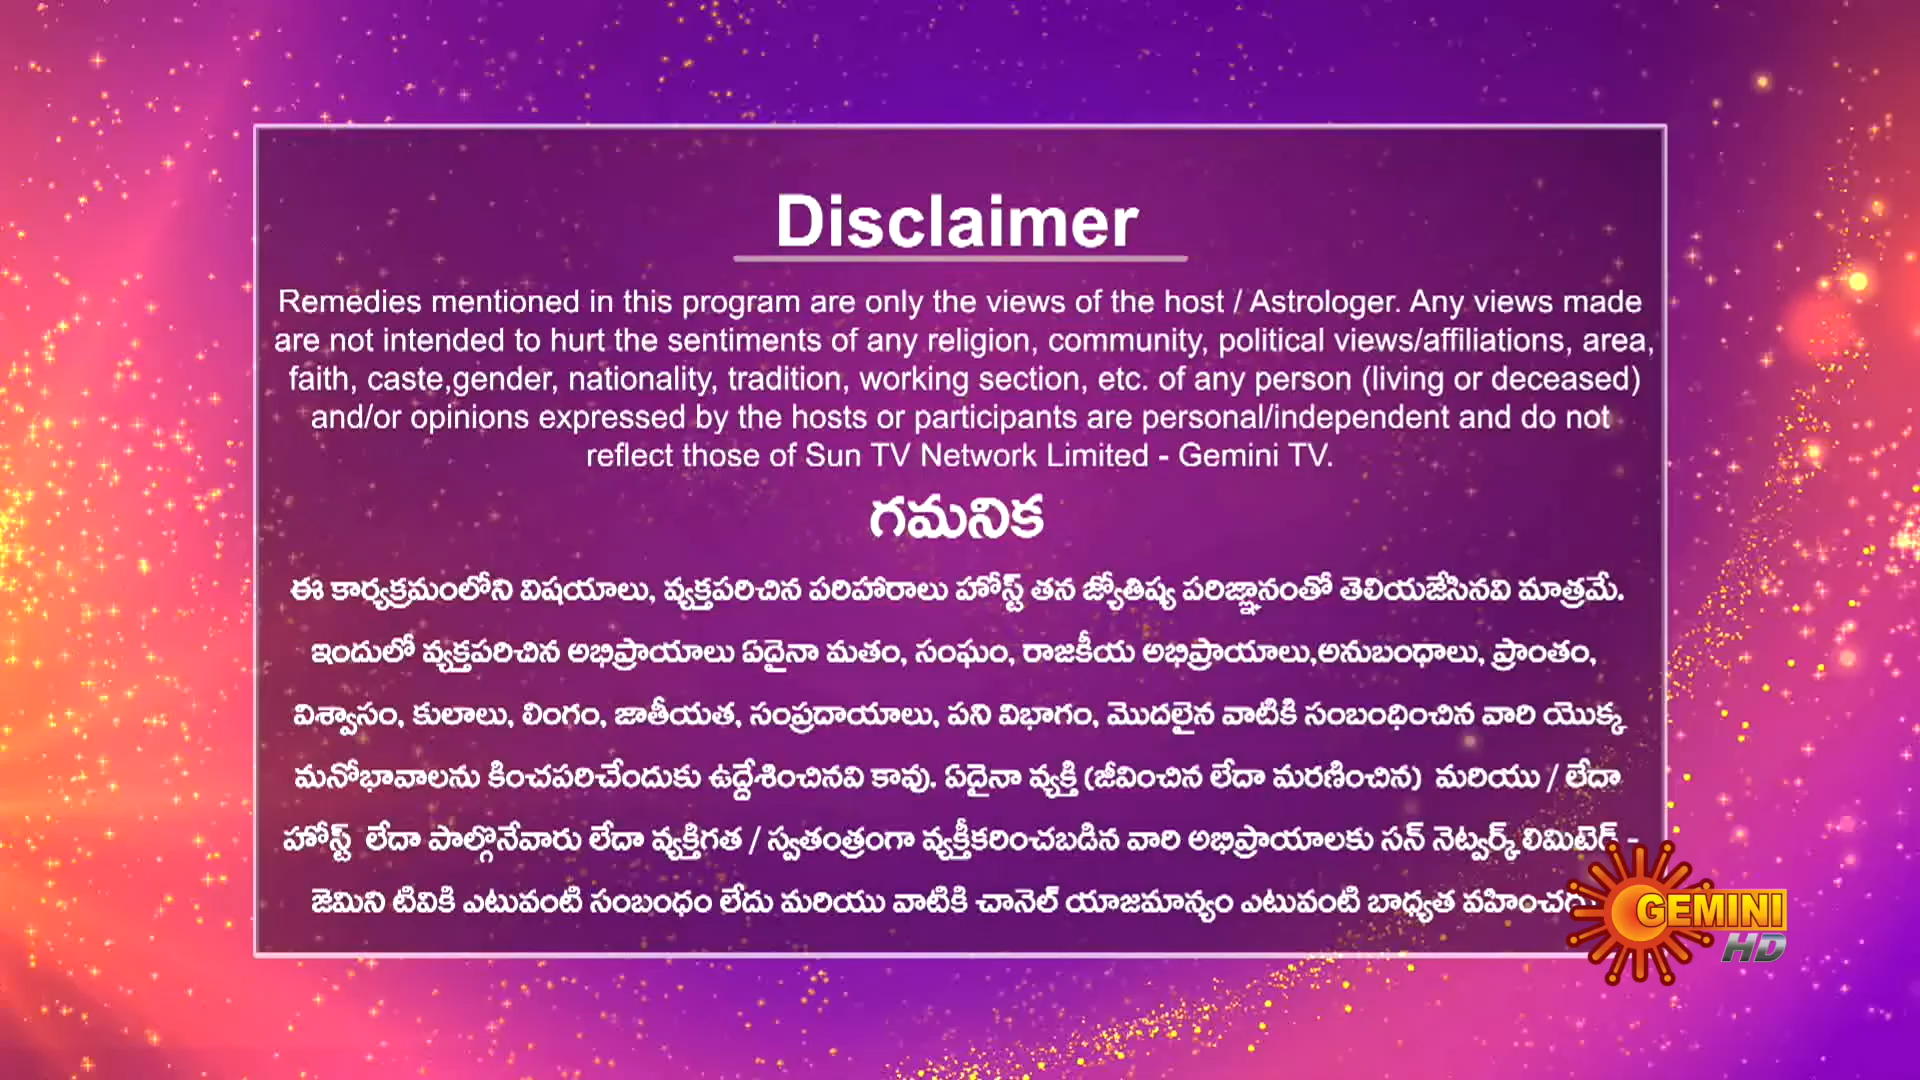 Disclaimer
Remedies mentioned in this program are only the views of the host / Astrologer. Any views made
are not intended to hurt the sentiments of any religion, community, political views/affiliations, area,
faith, caste,gender, nationality, tradition, working section, etc. of any person (living or deceased)
and/or opinions expressed by the hosts or participants are personal/independent and do not
reflect those of Sun TV Network Limited - Gemini TV.
గమనిక
ఈ కార్యక్రమంలోని విషయాలు, వ్యక్తపరిచిన పరిహారాలు హోస్ట్ తన జ్యోతిష్య పరిజ్ఞానంతో తెలియజేసినవి మాత్రమే.
ఇందులో వ్యక్తపరిచిన అభిప్రాయాలు ఏదైనా మతం, సంఘం, రాజకీయ అభిప్రాయాలు,అనుబంధాలు, ప్రాంతం,
విశ్వాసం, కులాలు, లింగం, జాతీయత, సంప్రదాయాలు, పని విభాగం, మొదలైన వాటికి సంబంధించిన వారి యొక్క
మనోభావాలను కించపరిచేందుకు ఉద్దేశించినవి కావు. ఏదైనా వ్యక్తి (జీవించిన లేదా మరణించిన) మరియు / లేదా
హోస్ట్ లేదా పాల్గొనేవారు లేదా వ్యక్తిగత / స్వతంత్రంగా వ్యక్తీకరించబడిన వారి అభిప్రాయాలకు సన్ నెట్వర్క్ లిమిటెడ్ -
జెమిని టివికి ఎటువంటి సంబంధం లేదు మరియు వాటికి చానెల్ యాజమాన్యం ఎటువంటి బాధ్యత
GEMINI
HD